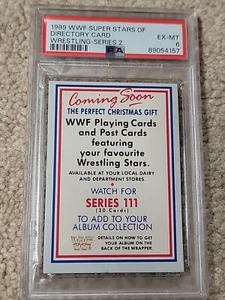 1989 WWF SUPER STARS OF
DIRECTORY CARD EX-MT
WRESTLING-SERIES 2 6
PSA 89054157
Coming Soon
THE PERFECT CHRISTMAS GIFT
WWF Playing Cards
and Post Cards
featuring
your favourite
Wrestling Stars.
AVAILABLE AT YOUR LOCAL DAIRY
AND DEPARTMENT STORES.
WATCH FOR
SERIES 111
(20 Cards)
TO ADD TO YOUR
ALBUM COLLECTION
WF
DETAILS ON HOW TO GET
YOUR ALBUM ON THE
BACK OF THE WRAPPER.